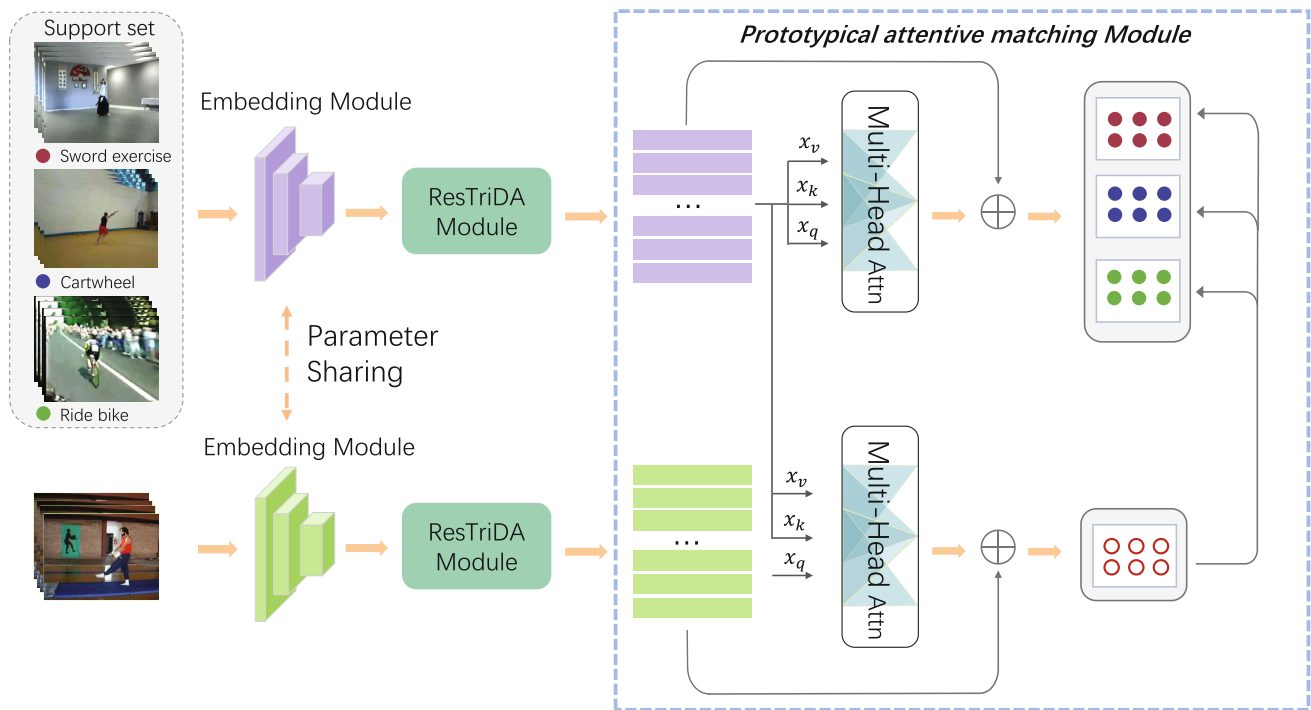 Support set
Sword exercise
Cartwheel
Ride bike
Embedding Module
Parameter
Sharing
Embedding Module
ResTriDA
Module
ResTriDA
Module
Prototypical attentive matching Module
...
x_v
x_k
x_q
Multi-Head Attn
...
x_v
x_k
x_q
Multi-Head Attn